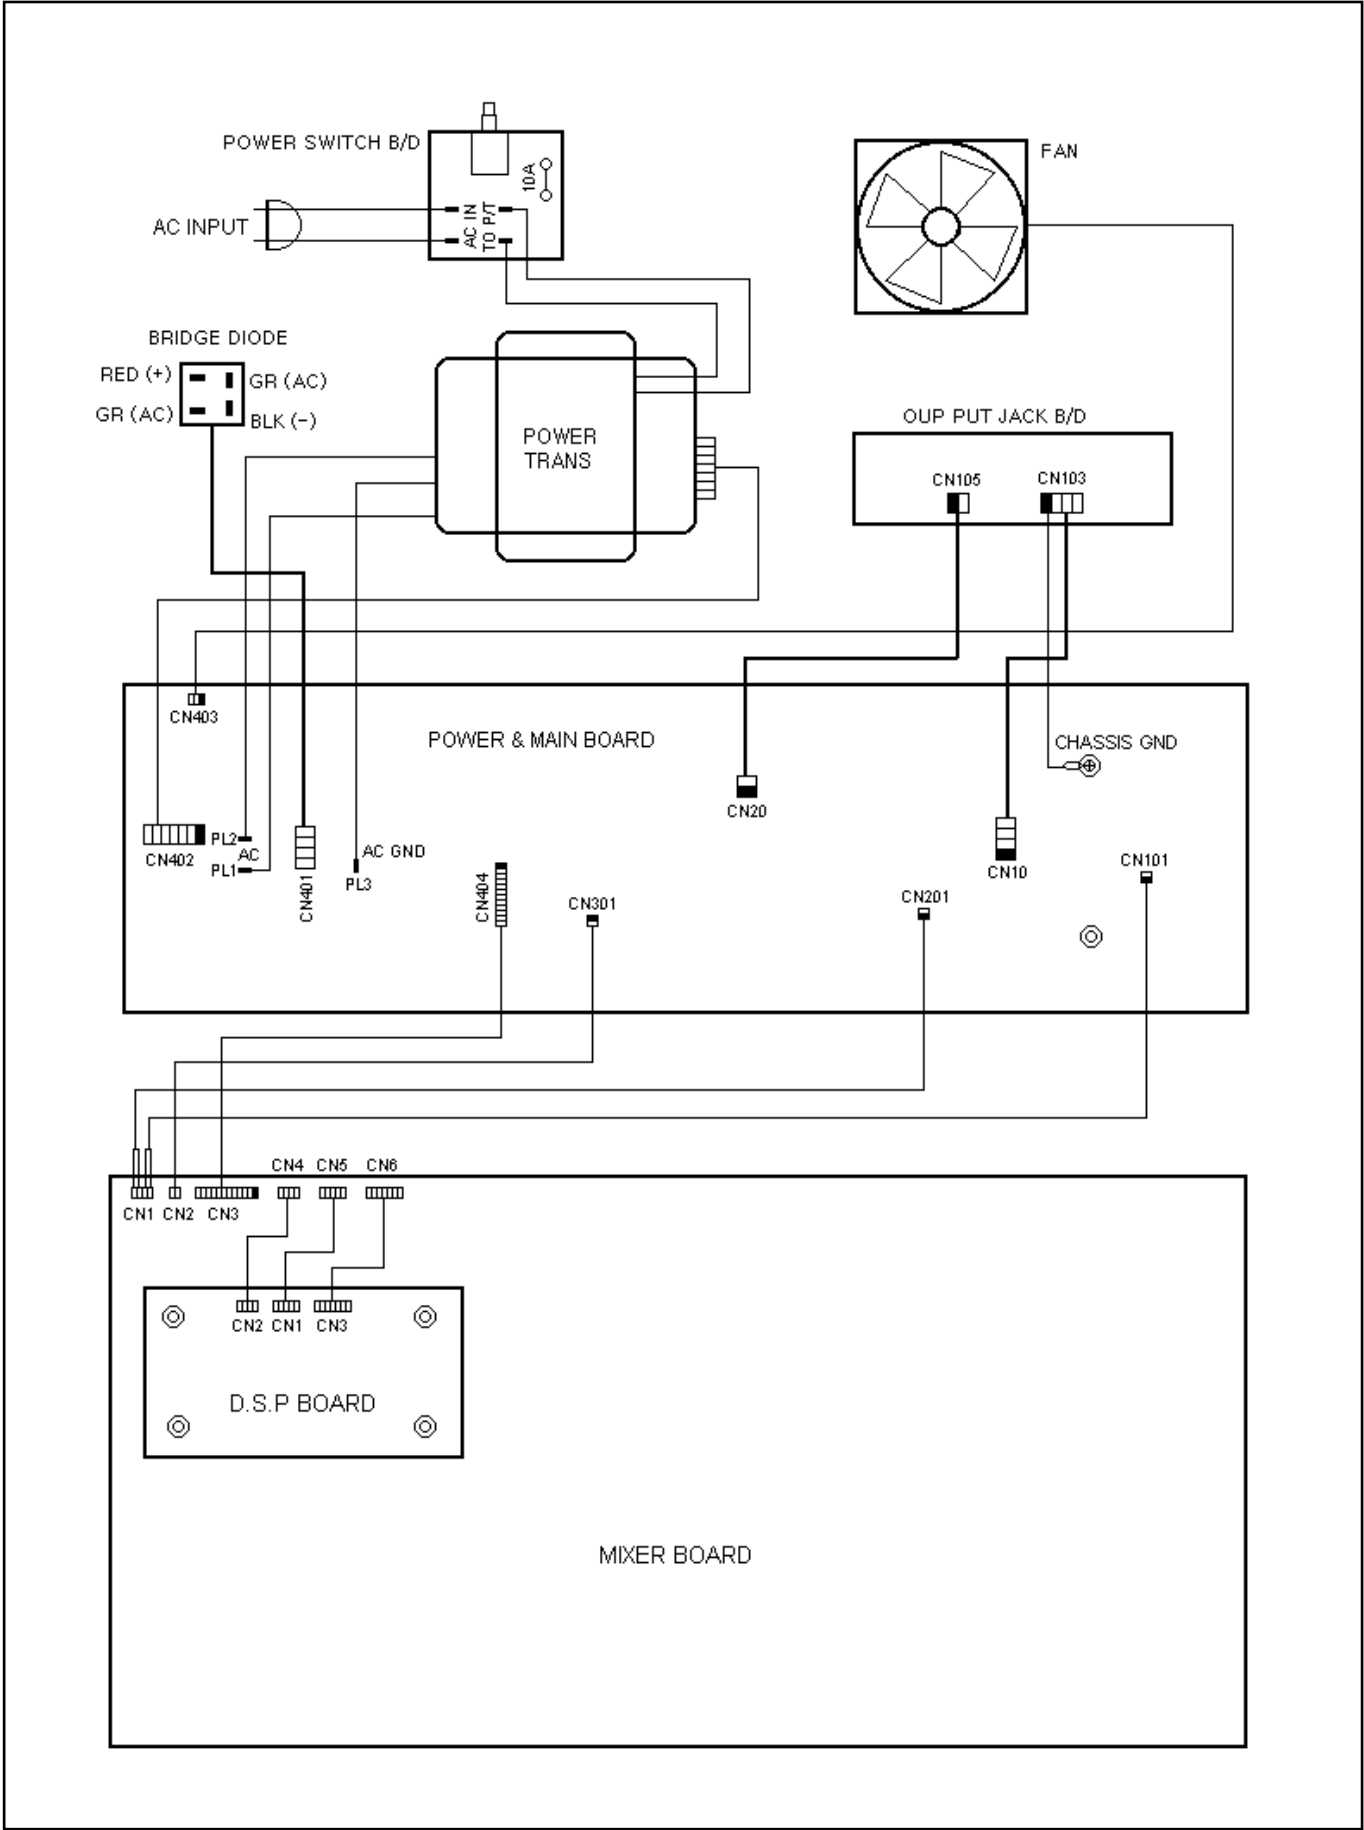 POWER SWITCH B/D
10A
AC IN
TO P/T
AC INPUT
FAN
BRIDGE DIODE
RED (+)
GR (AC)
GR (AC)
BLK (-)
POWER
TRANS
OUP PUT JACK B/D
CN105
CN103
CN403
POWER & MAIN BOARD
CHASSIS GND
CN20
CN402
PL2
AC
PL1
CN401
AC GND
PL3
CN404
CN301
CN201
CN10
CN101
CN4
CN5
CN6
CN1
CN2
CN3
CN2
CN1
CN3
D.S.P BOARD
MIXER BOARD